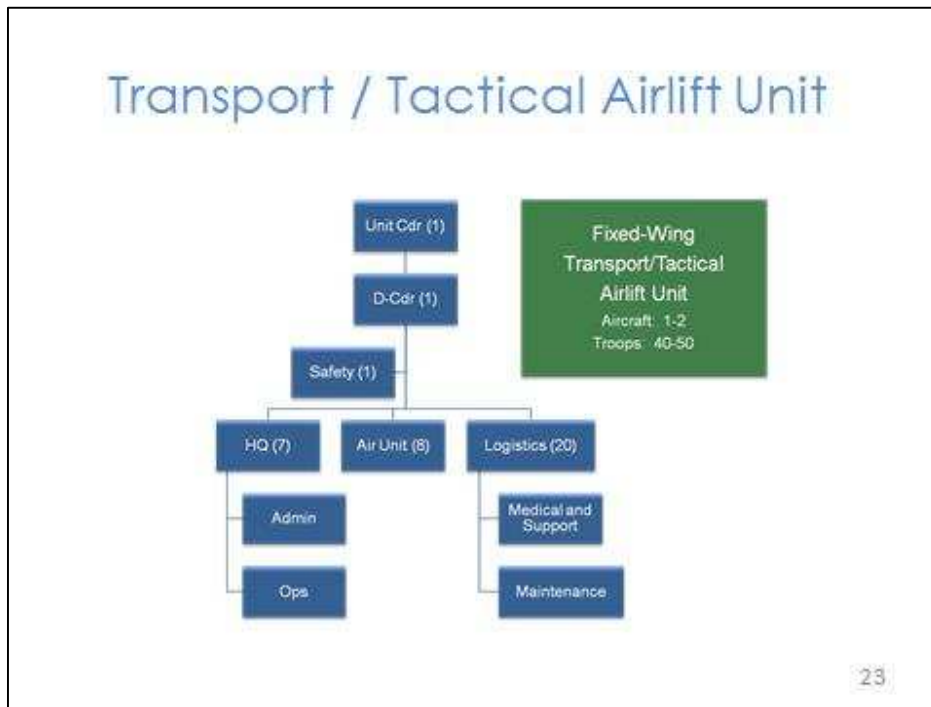 Transport / Tactical Airlift Unit
Unit Cdr (1)
D-Cdr (1)
Safety (1)
HQ (7)
Air Unit (8)
Logistics (20)
Admin
Medical and
Support
Ops
Maintenance
Fixed-Wing
Transport/Tactical
Airlift Unit
Aircraft: 1-2
Troops: 40-50
23